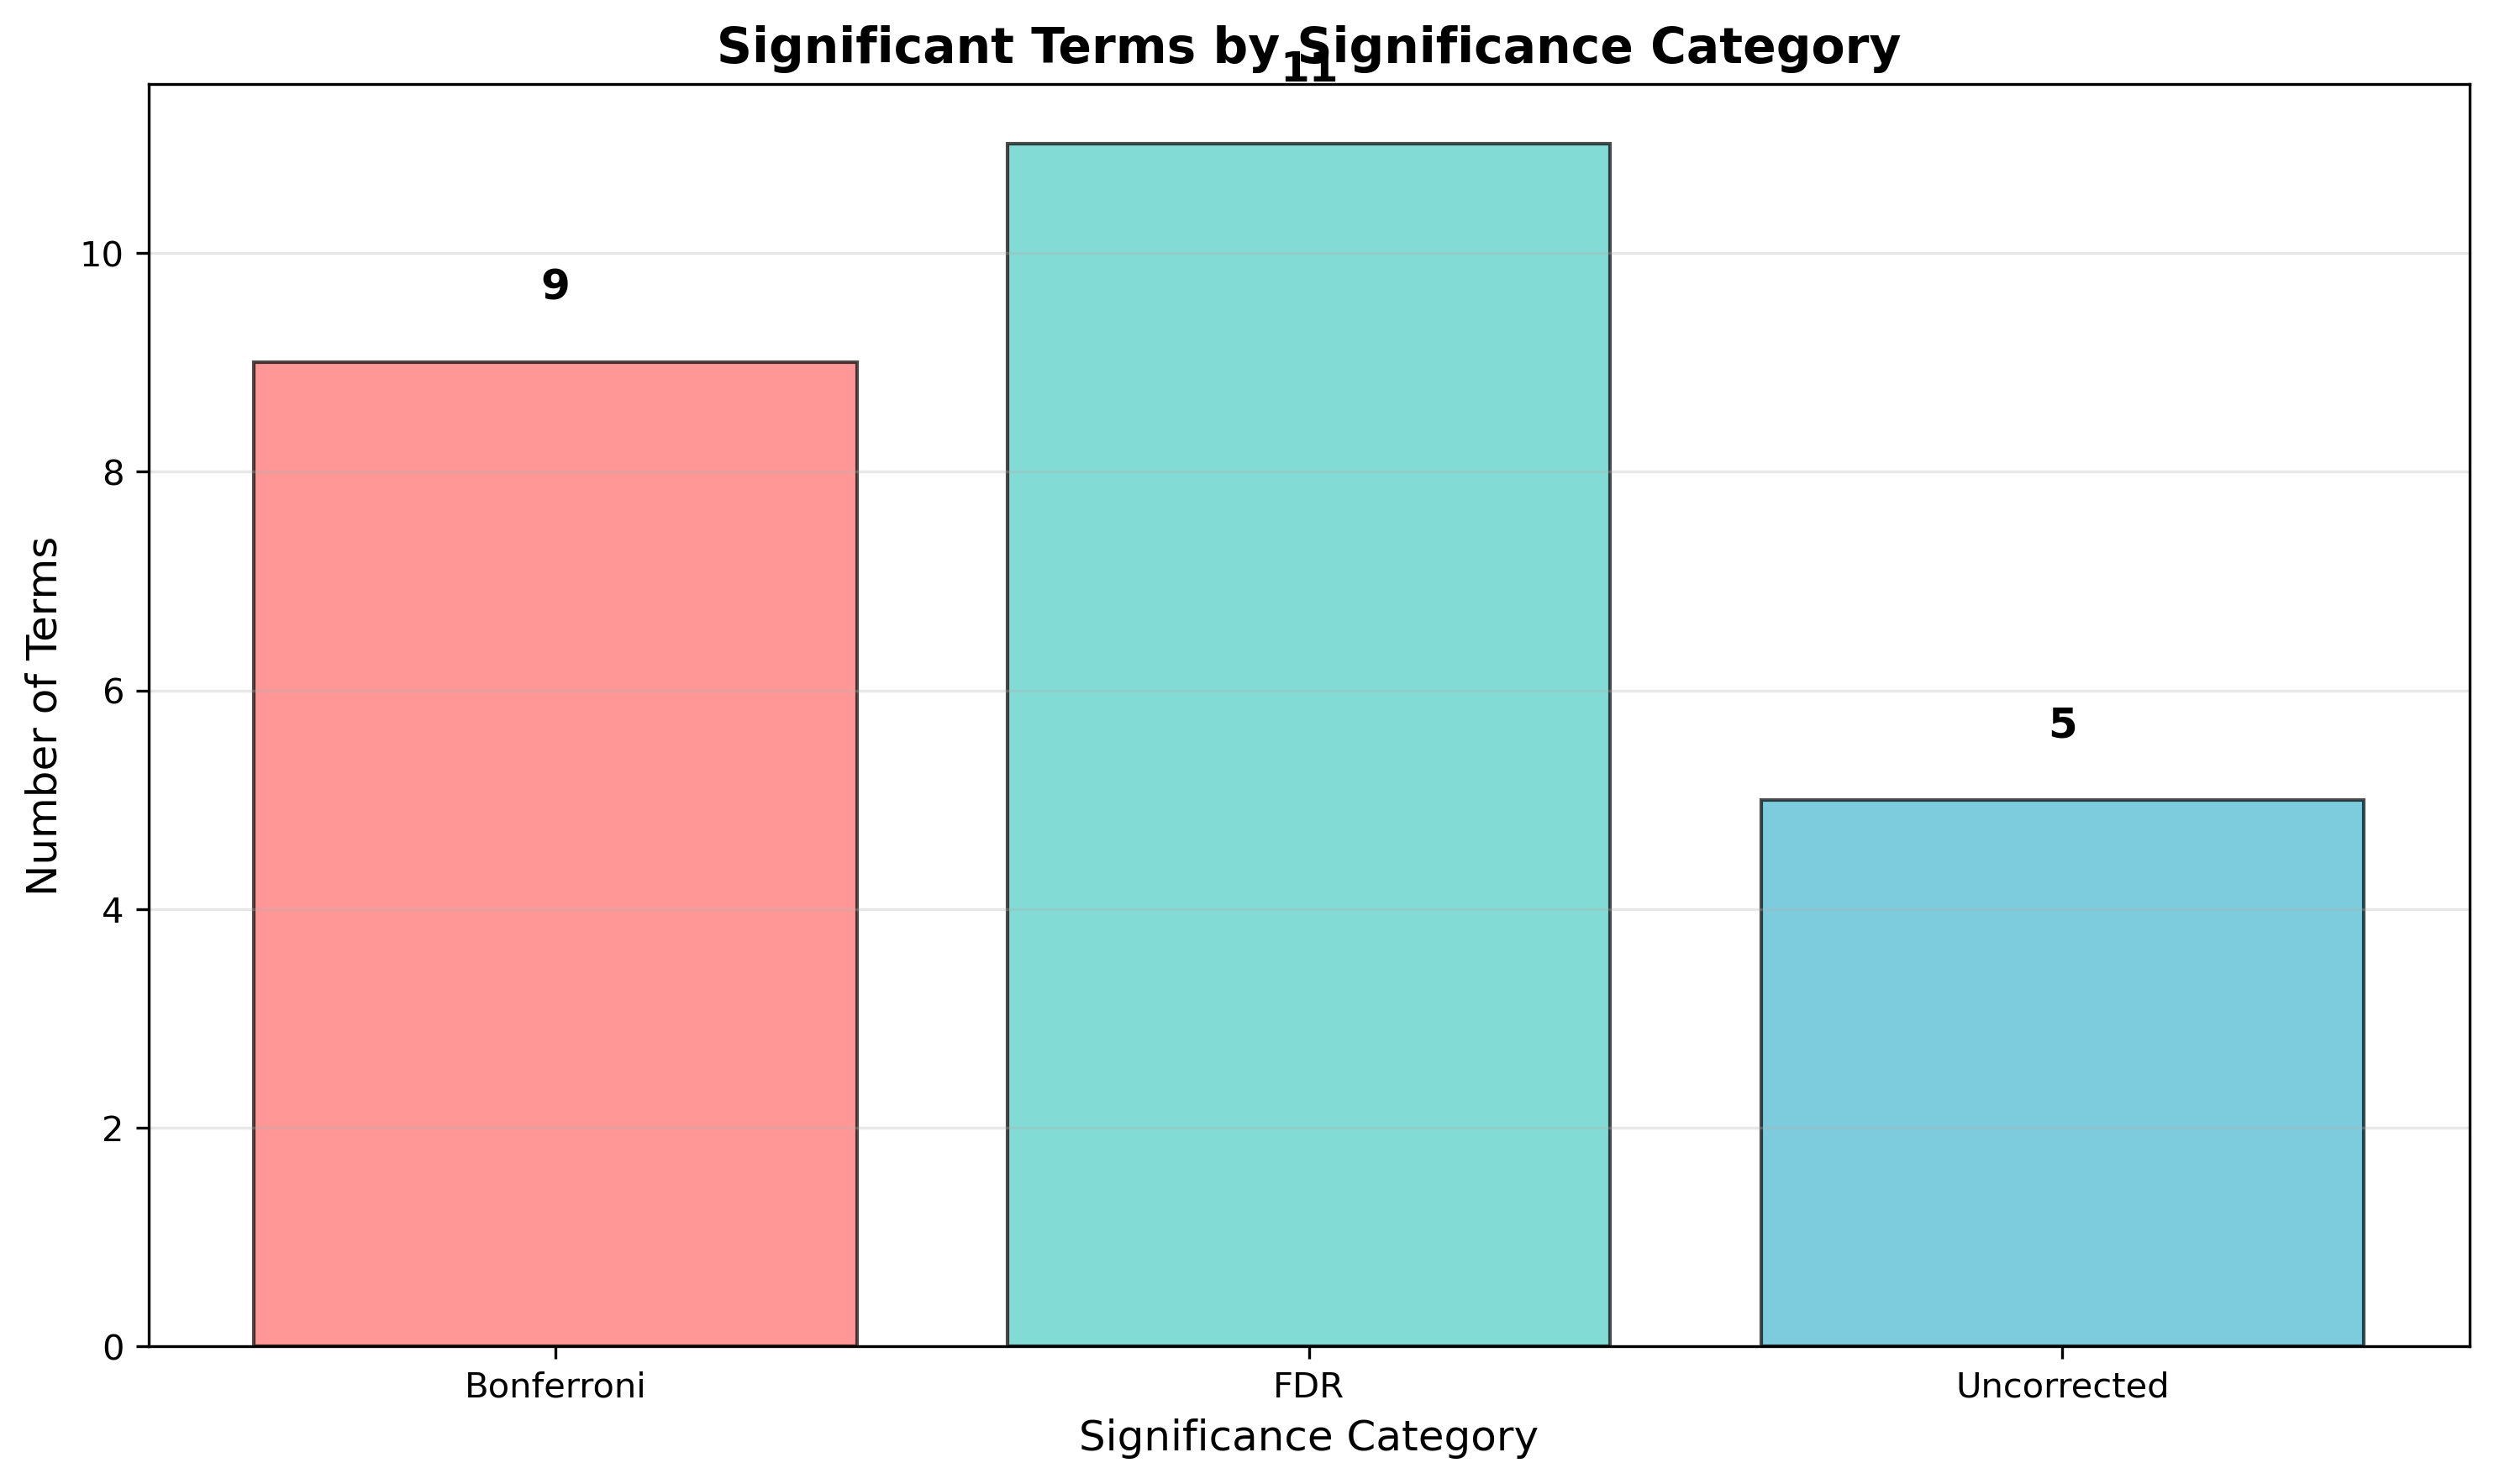 Significant Terms by Significance Category
11
10
9
8
6
5
4
2
0
Number of Terms
Bonferroni
FDR
Uncorrected
Significance Category